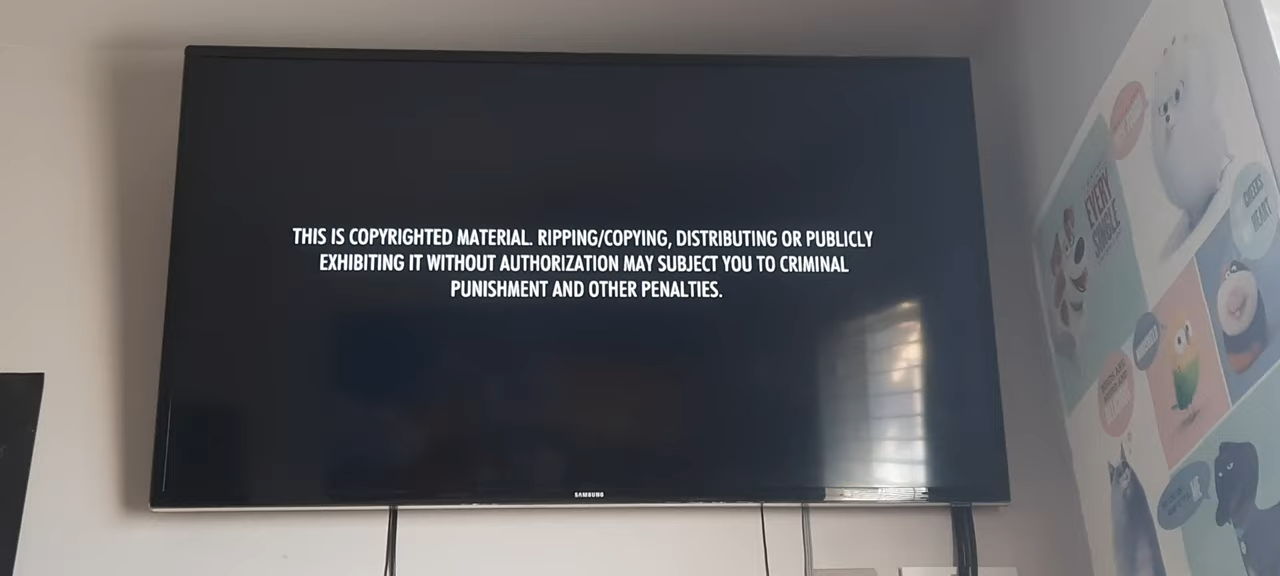 THIS IS COPYRIGHTED MATERIAL. RIPPING/COPYING, DISTRIBUTING OR PUBLICLY
EXHIBITING IT WITHOUT AUTHORIZATION MAY SUBJECT YOU TO CRIMINAL
PUNISHMENT AND OTHER PENALTIES.
SAMSUNG
EVERY
SINGLE